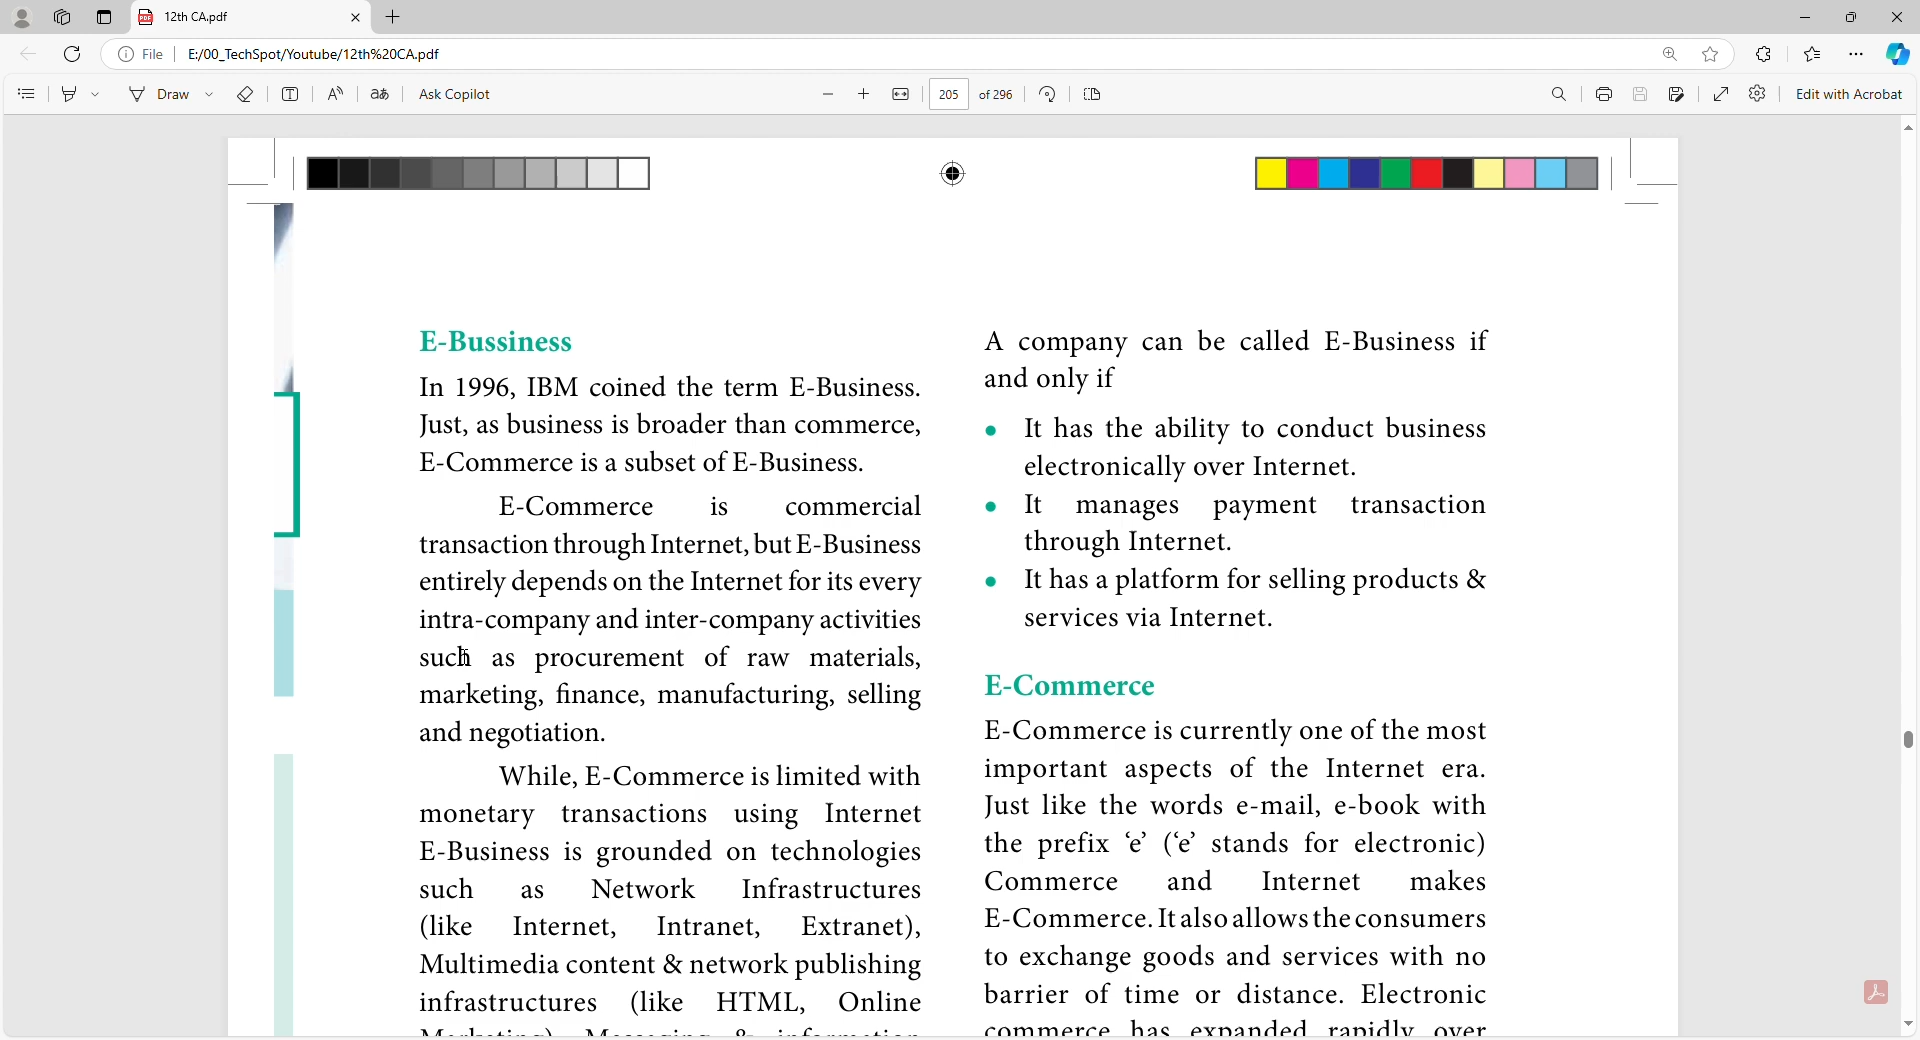 12th CA.pdf
File
E:/00_TechSpot/Youtube/12th%20CA.pdf
Draw
Ask Copilot
205 of 296
Edit with Acrobat
E-Bussiness
In 1996, IBM coined the term E-Business.
Just, as business is broader than commerce,
E-Commerce is a subset of E-Business.
E-Commerce is commercial
transaction through Internet, but E-Business
entirely depends on the Internet for its every
intra-company and inter-company activities
such as procurement of raw materials,
marketing, finance, manufacturing, selling
and negotiation.
While, E-Commerce is limited with
monetary transactions using Internet
E-Business is grounded on technologies
such as Network Infrastructures
(like Internet, Intranet, Extranet),
Multimedia content & network publishing
infrastructures (like HTML, Online
A company can be called E-Business if
and only if
• It has the ability to conduct business
electronically over Internet.
• It manages payment transaction
through Internet.
• It has a platform for selling products &
services via Internet.
E-Commerce
E-Commerce is currently one of the most
important aspects of the Internet era.
Just like the words e-mail, e-book with
the prefix ‘e’ (‘e’ stands for electronic)
Commerce and Internet makes
E-Commerce. It also allows the consumers
to exchange goods and services with no
barrier of time or distance. Electronic
commerce has expanded rapidly over